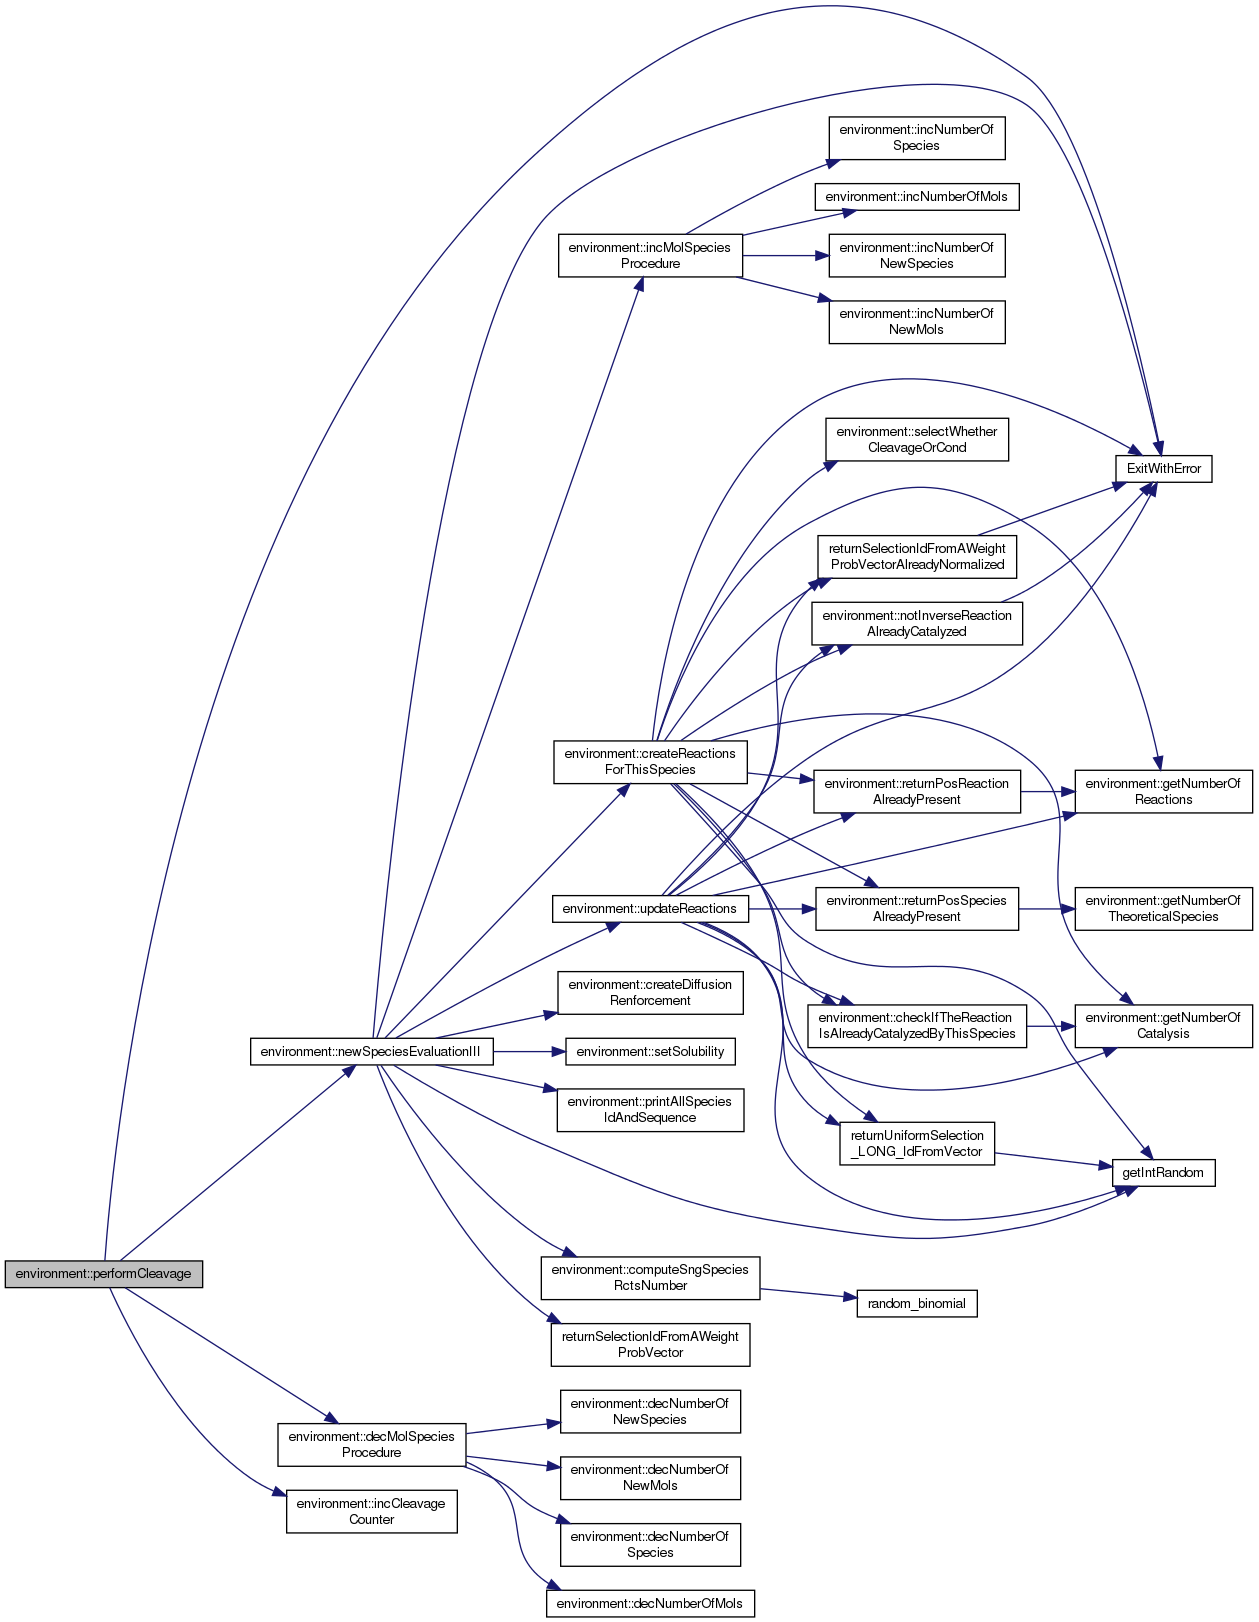 environment::incNumberOf
Species
environment::incNumberOfMols
environment::incMolSpecies
Procedure
environment::incNumberOf
NewSpecies
environment::incNumberOf
NewMols
environment::selectWhether
CleavageOrCond
ExitWithError
returnSelectionIdFromAWeight
ProbVectorAlreadyNormalized
environment::notInverseReaction
AlreadyCatalyzed
environment::createReactions
ForThisSpecies
environment::returnPosReaction
AlreadyPresent
environment::getNumberOf
Reactions
environment::updateReactions
environment::returnPosSpecies
AlreadyPresent
environment::getNumberOf
TheoreticalSpecies
environment::createDiffusion
Renforcement
environment::checkIfTheReaction
IsAlreadyCatalyzedByThisSpecies
environment::getNumberOf
Catalysis
environment::newSpeciesEvaluationIII
environment::setSolubility
environment::printAllSpecies
IdAndSequence
returnUniformSelection
_LONG_IdFromVector
getIntRandom
environment::performCleavage
environment::computeSngSpecies
RctsNumber
random_binomial
returnSelectionIdFromAWeight
ProbVector
environment::decNumberOf
NewSpecies
environment::decMolSpecies
Procedure
environment::decNumberOf
NewMols
environment::incCleavage
Counter
environment::decNumberOf
Species
environment::decNumberOfMols